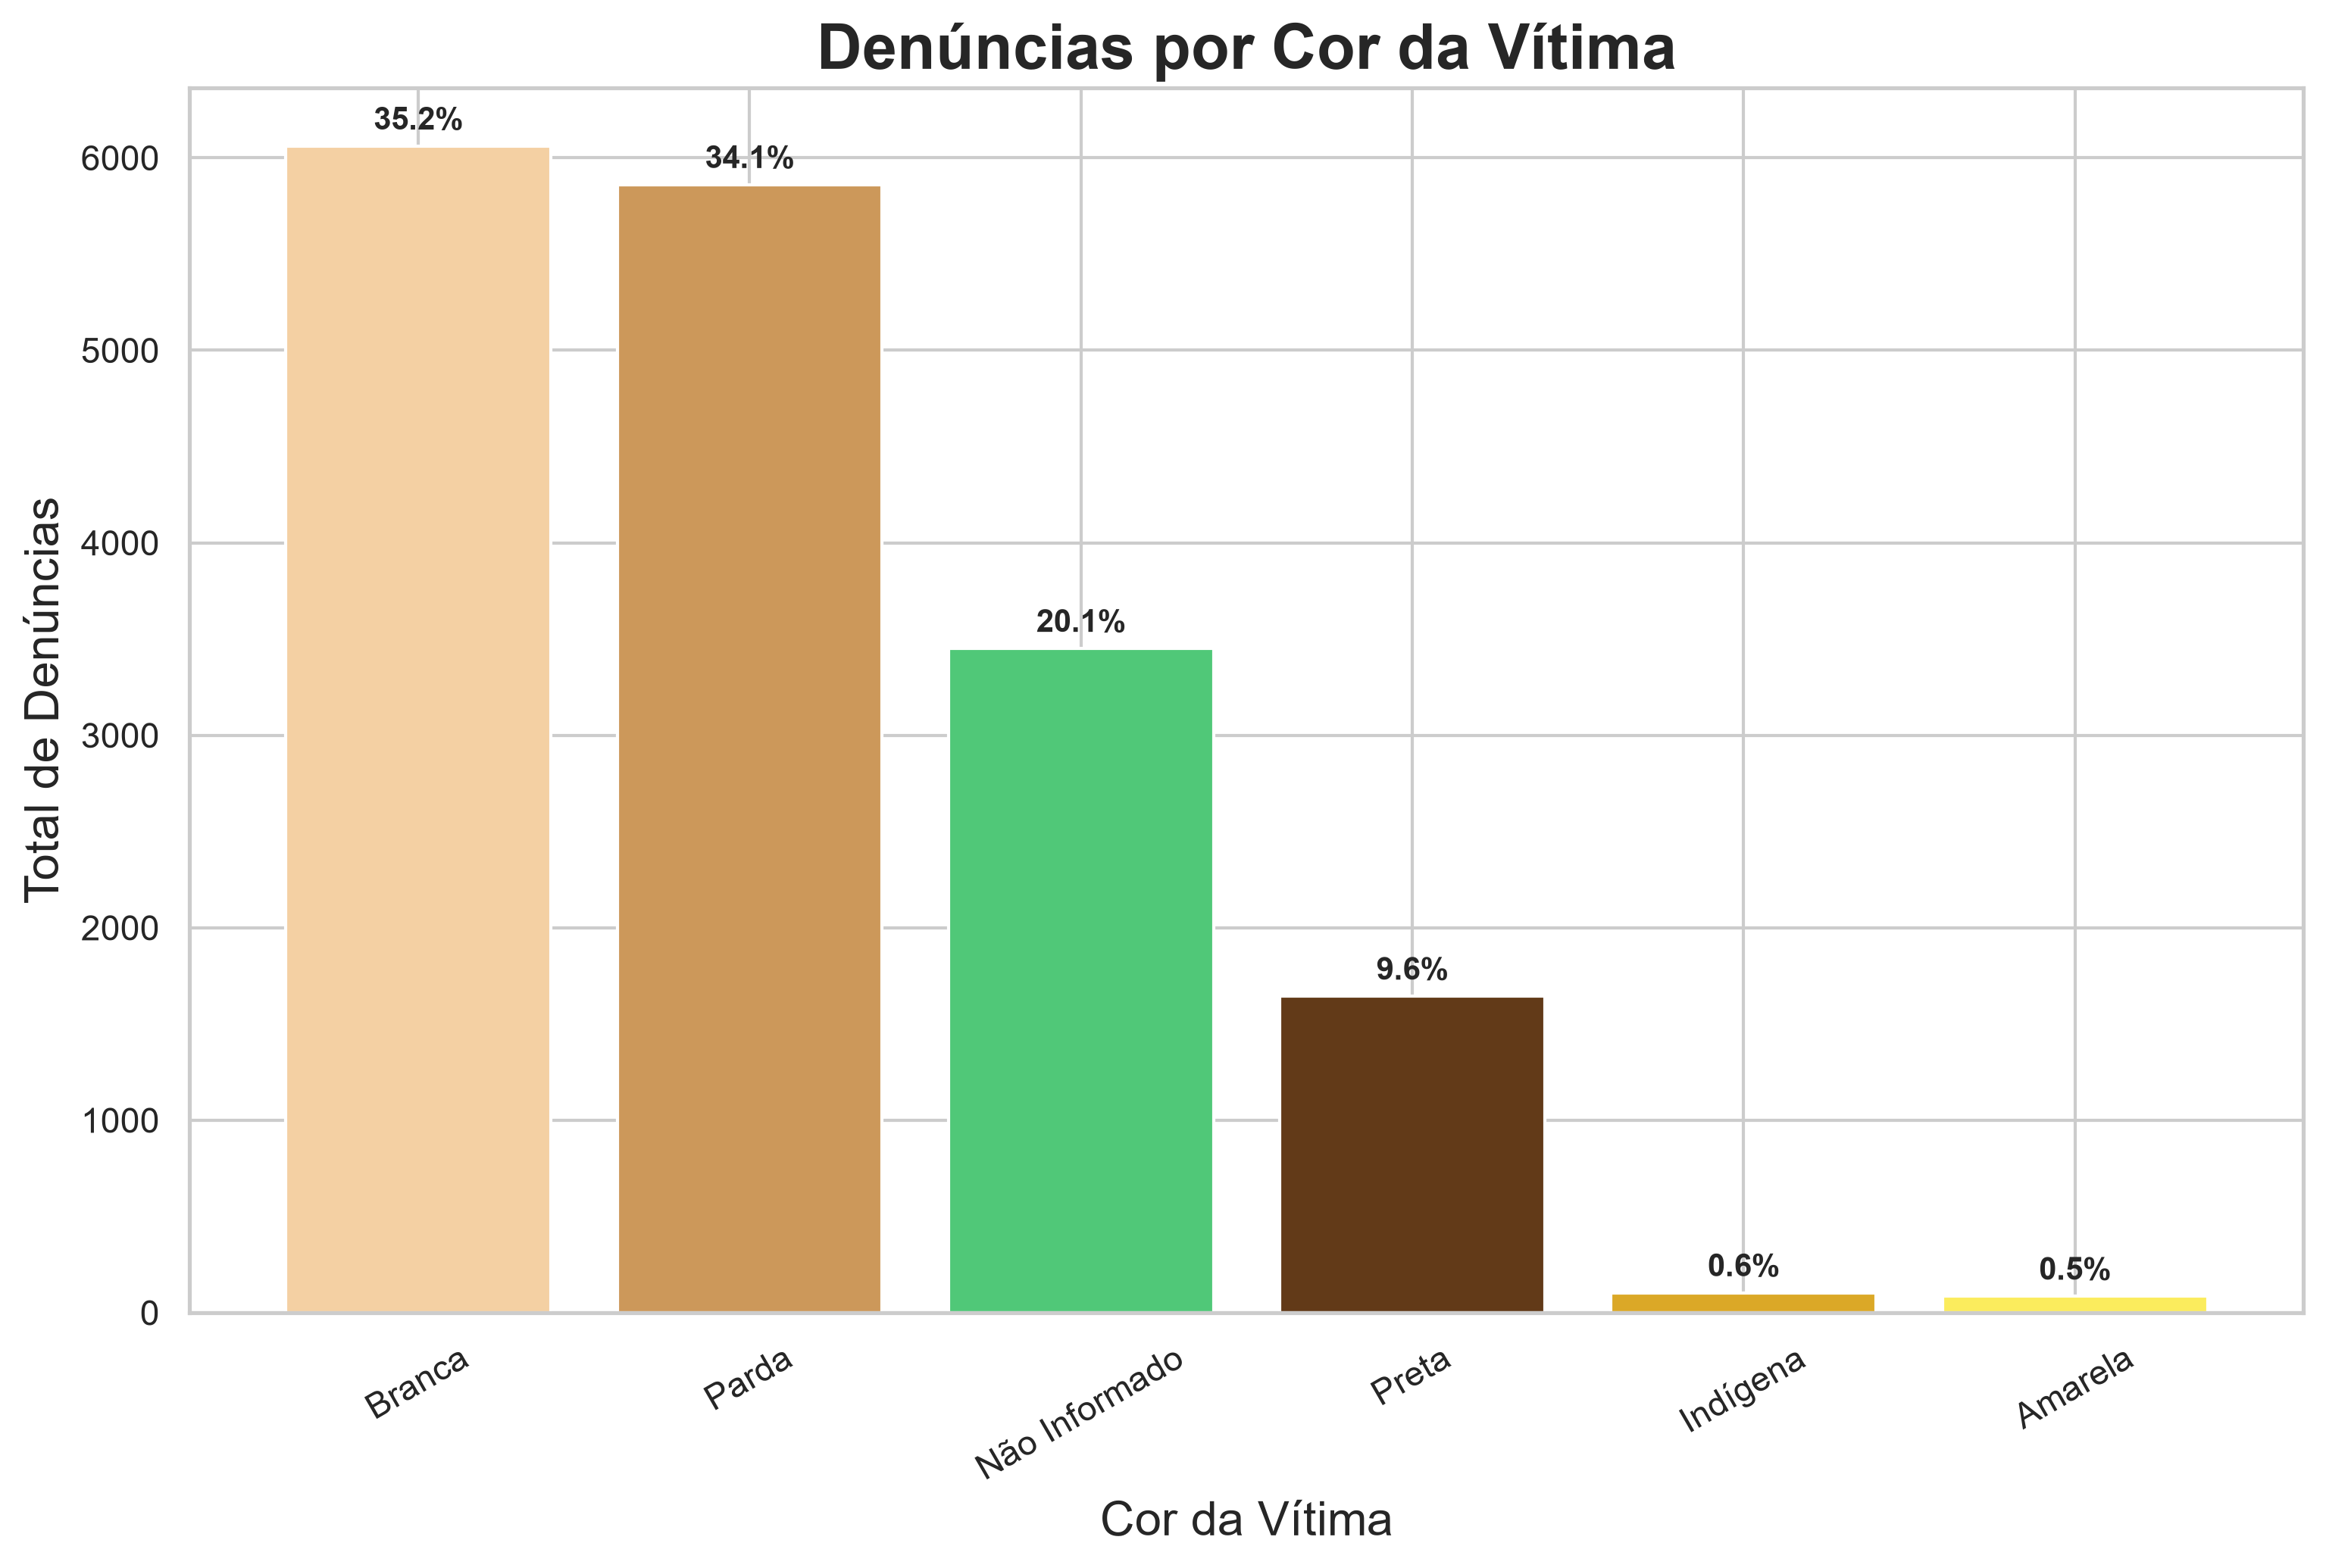 Denúncias por Cor da Vítima
35.2%
34.1%
20.1%
9.6%
0.6%
0.5%
6000
5000
4000
3000
2000
1000
0
Total de Denúncias
Branca
Parda
Não Informado
Preta
Indígena
Amarela
Cor da Vítima